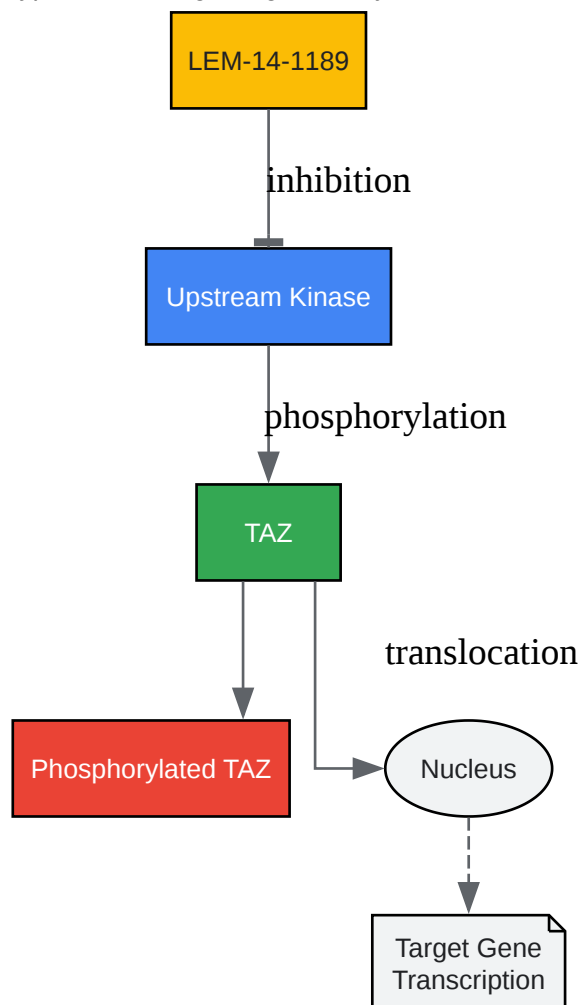 LEM-14-1189
inhibition
Upstream Kinase
phosphorylation
TAZ
translocation
Phosphorylated TAZ
Nucleus
Target Gene
Transcription